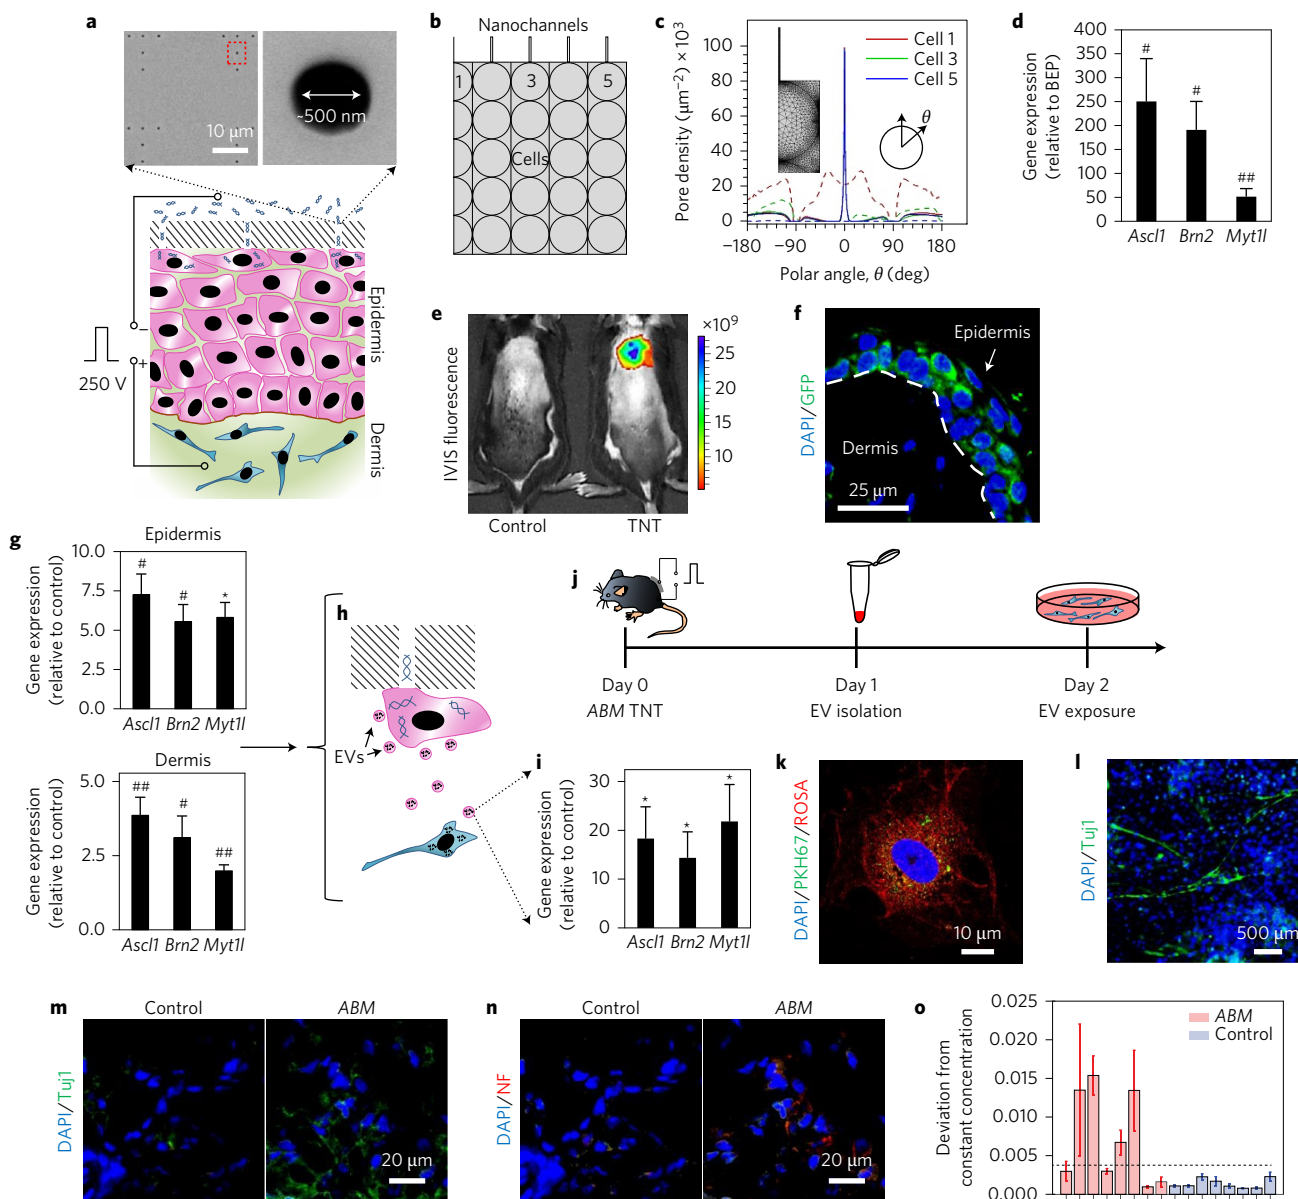 a
10 µm
~500 nm
250 V
−
+
Epidermis
Dermis
b
Nanochannels
1
3
5
Cells
c
Pore density (µm⁻²) × 10³
100
80
60
40
20
0
−180
−90
0
90
180
Polar angle, θ (deg)
Cell 1
Cell 3
Cell 5
θ
d
Gene expression
(relative to BEP)
400
350
300
250
200
150
100
50
0
#
#
##
Ascl1 Brn2 Myt1l
e
IVIS fluorescence
Control
TNT
×10⁹
25
20
15
10
f
DAPI/GFP
Epidermis
Dermis
25 µm
g
Epidermis
Gene expression
(relative to control)
10.0
7.5
5.0
2.5
0.0
#
#
*
Ascl1 Brn2 Myt1l
Dermis
Gene expression
(relative to control)
5.0
2.5
0.0
##
#
##
Ascl1 Brn2 Myt1l
h
EVs
i
Gene expression
(relative to control)
30
20
10
0
*
*
*
Ascl1 Brn2 Myt1l
j
Day 0
ABM TNT
Day 1
EV isolation
Day 2
EV exposure
k
DAPI/PKH67/ROSA
10 µm
l
DAPI/Tuj1
500 µm
m
Control
ABM
DAPI/Tuj1
20 µm
n
Control
ABM
DAPI/NF
20 µm
o
Deviation from
constant concentration
0.025
0.020
0.015
0.010
0.005
0.000
ABM
Control